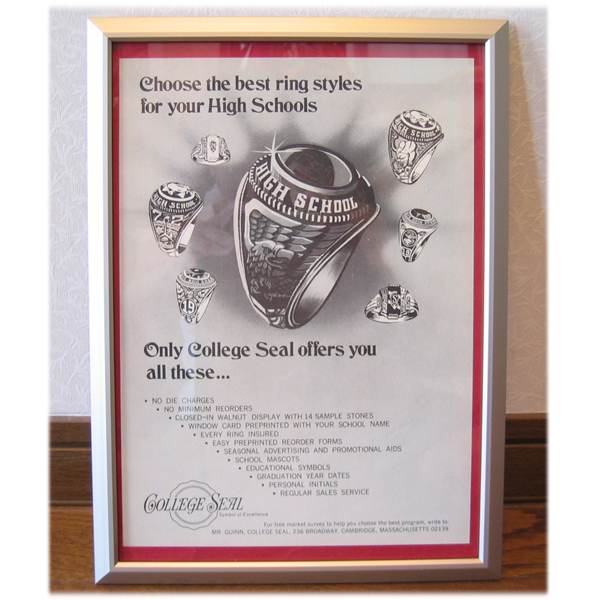 Choose the best ring styles
for your High Schools
HIGH SCHOOL
HIGH SCHOOL
HIGH SCHOOL
Only College Seal offers you
all these...
• NO DIE CHARGES
• NO MINIMUM REORDERS
• CLOSED-IN WALNUT DISPLAY WITH 14 SAMPLE STONES
• WINDOW CARD PREPRINTED WITH YOUR SCHOOL NAME
• EVERY RING INSURED
• EASY PREPRINTED REORDER FORMS
• SEASONAL ADVERTISING AND PROMOTIONAL AIDS
• SCHOOL MASCOTS
• EDUCATIONAL SYMBOLS
• GRADUATION YEAR DATES
• PERSONAL INITIALS
• REGULAR SALES SERVICE
COLLEGE SEAL
Symbol of Excellence
For free market survey to help you choose the best program, write to:
MR. GUINN, COLLEGE SEAL, 236 BROADWAY, CAMBRIDGE, MASSACHUSETTS 02139